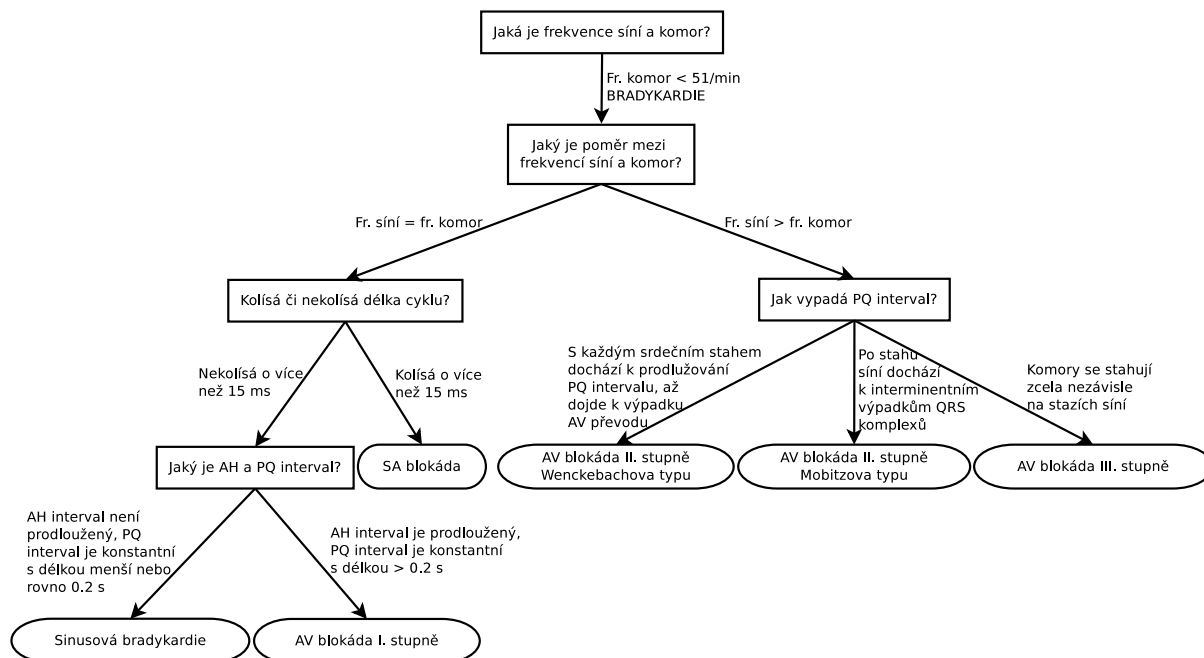 Jaká je frekvence síní a komor?
Fr. komor < 51/min
BRADYKARDIE
Jaký je poměr mezi
frekvencí síní a komor?
Fr. síní = fr. komor
Fr. síní > fr. komor
Kolísá či nekolísá délka cyklu?
Jak vypadá PQ interval?
Nekolísá o více
než 15 ms
Kolísá o více
než 15 ms
S každým srdečním stahem
dochází k prodlužování
PQ intervalu, až
dojde k výpadku
AV převodu
Po stahu
síní dochází
k interminentním
výpadkům QRS
komplexů
Komory se stahují
zcela nezávisle
na stazích síní
Jaký je AH a PQ interval?
SA blokáda
AV blokáda II. stupně
Wenckebachova typu
AV blokáda II. stupně
Mobitzova typu
AV blokáda III. stupně
AH interval není
prodloužený, PQ
interval je konstantní
s délkou menší nebo
rovno 0.2 s
AH interval je prodloužený,
PQ interval je konstantní
s délkou > 0.2 s
Sinusová bradykardie
AV blokáda I. stupně